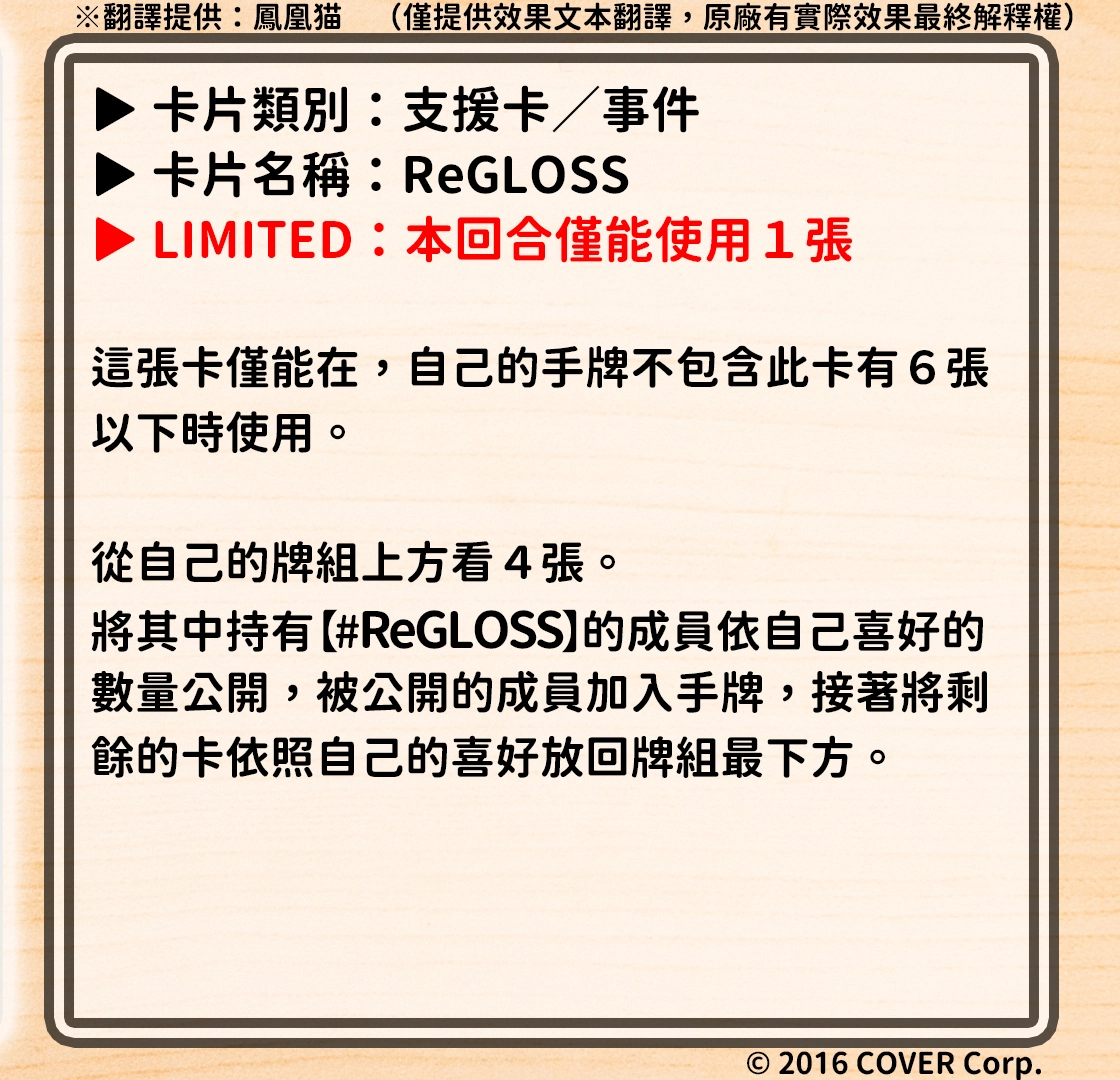 ※翻譯提供：鳳凰猫　（僅提供效果文本翻譯，原廠有實際效果最終解釋權）
▶ 卡片類別：支援卡／事件
▶ 卡片名稱：ReGLOSS
▶ LIMITED：本回合僅能使用１張
這張卡僅能在，自己的手牌不包含此卡有６張
以下時使用。
從自己的牌組上方看４張。
將其中持有【#ReGLOSS】的成員依自己喜好的
數量公開，被公開的成員加入手牌，接著將剩
餘的卡依照自己的喜好放回牌組最下方。
© 2016 COVER Corp.